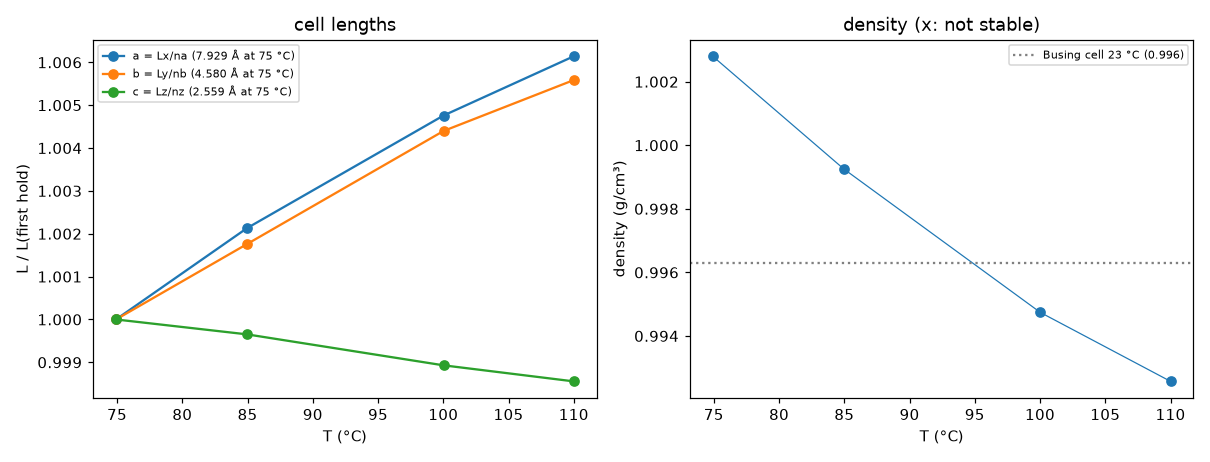 cell lengths
a = Lx/na (7.929 Å at 75 °C)
b = Ly/nb (4.580 Å at 75 °C)
c = Lz/nz (2.559 Å at 75 °C)
L / L(first hold)
1.006
1.005
1.004
1.003
1.002
1.001
1.000
0.999
75 80 85 90 95 100 105 110
T (°C)
density (x: not stable)
Busing cell 23 °C (0.996)
density (g/cm³)
1.002
1.000
0.998
0.996
0.994
75 80 85 90 95 100 105 110
T (°C)